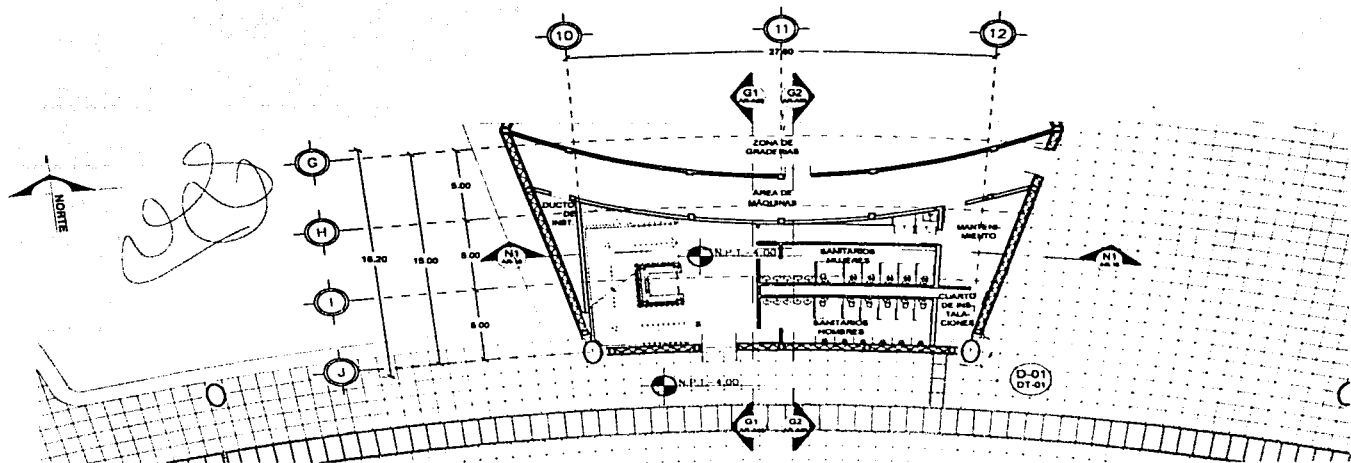 10
11
12
27.60
G1
G2
G
H
I
J
5.00
5.00
5.00
15.00
16.20
NORTE
ZONA DE
GRADERIAS
AREA DE
MÁQUINAS
DUCTO
DE
INST.
N1
N1
N.P.T. -4.00
MANTENI-
MIENTO
SANITARIOS
MUJERES
CUARTO
DE INS-
TALA-
CIONES
SANITARIOS
HOMBRES
N.P.T. -4.00
D-01
DT-01
G1
G2